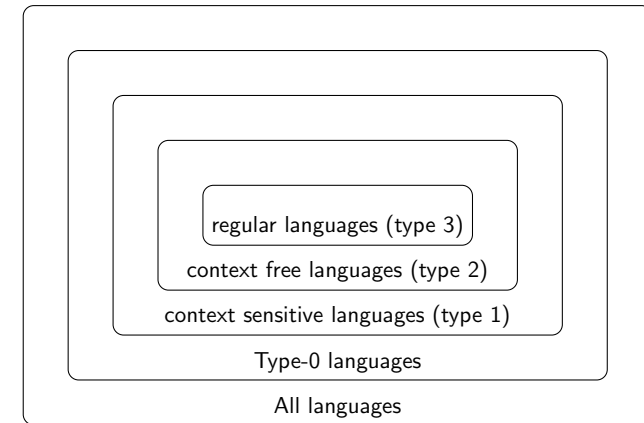 regular languages (type 3)
context free languages (type 2)
context sensitive languages (type 1)
Type-0 languages
All languages